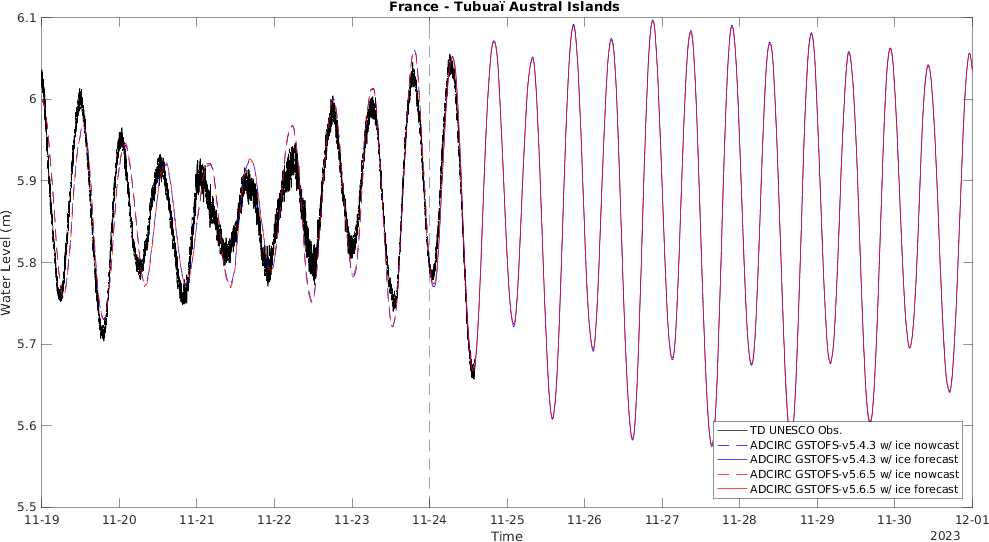 France - Tubuaï Austral Islands
6.1
6
5.9
5.8
5.7
5.6
5.5
Water Level (m)
TD UNESCO Obs.
ADCIRC GSTOFS-v5.4.3 w/ ice nowcast
ADCIRC GSTOFS-v5.4.3 w/ ice forecast
ADCIRC GSTOFS-v5.6.5 w/ ice nowcast
ADCIRC GSTOFS-v5.6.5 w/ ice forecast
11-19 11-20 11-21 11-22 11-23 11-24 11-25 11-26 11-27 11-28 11-29 11-30 12-01
Time
2023